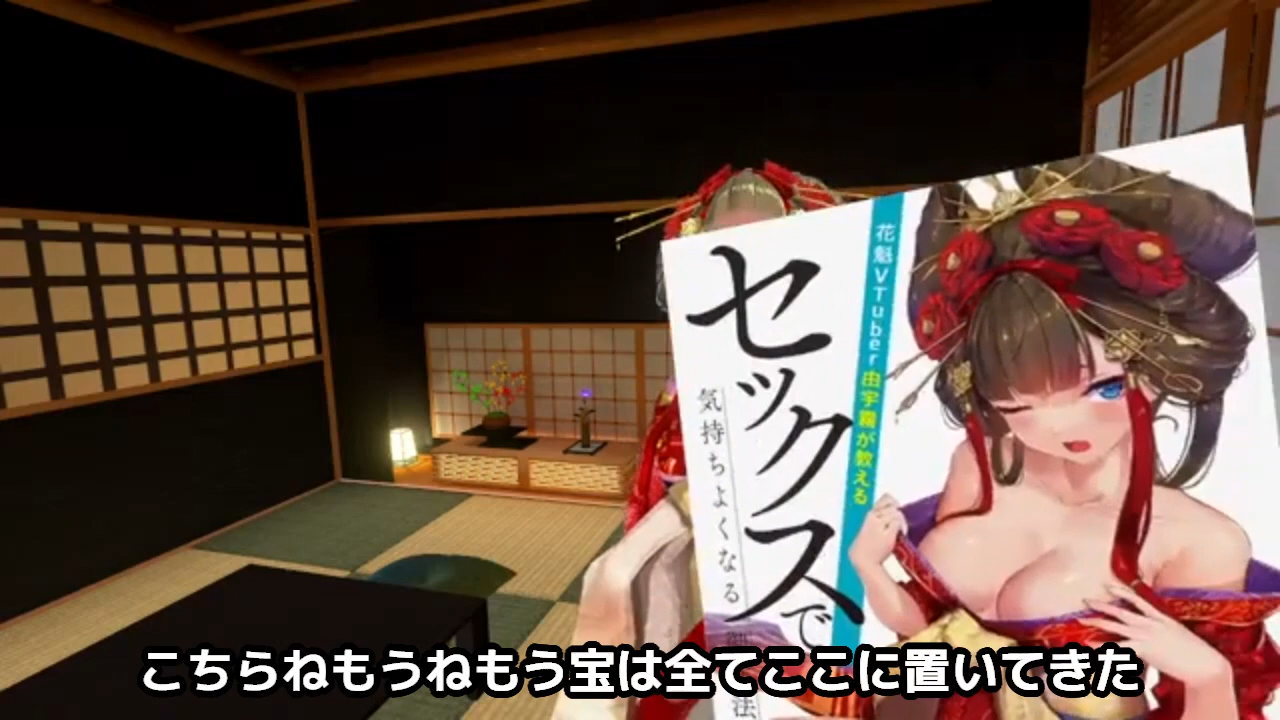 花魁VTuber由宇霧が教える
セックスで
気持ちよくなる
法
こちらねもうねもう宝は全てここに置いてきた